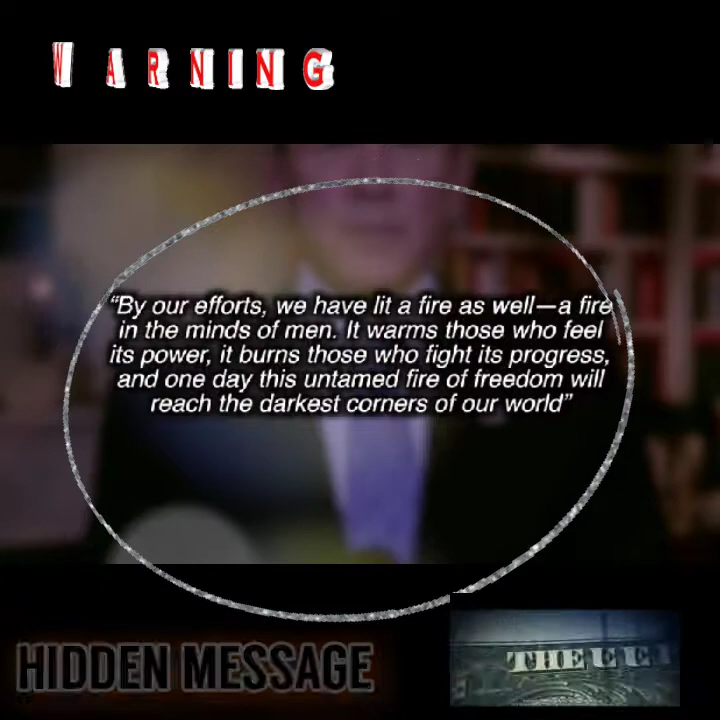 WARNING
“By our efforts, we have lit a fire as well—a fire
in the minds of men. It warms those who feel
its power, it burns those who fight its progress,
and one day this untamed fire of freedom will
reach the darkest corners of our world”
HIDDEN MESSAGE